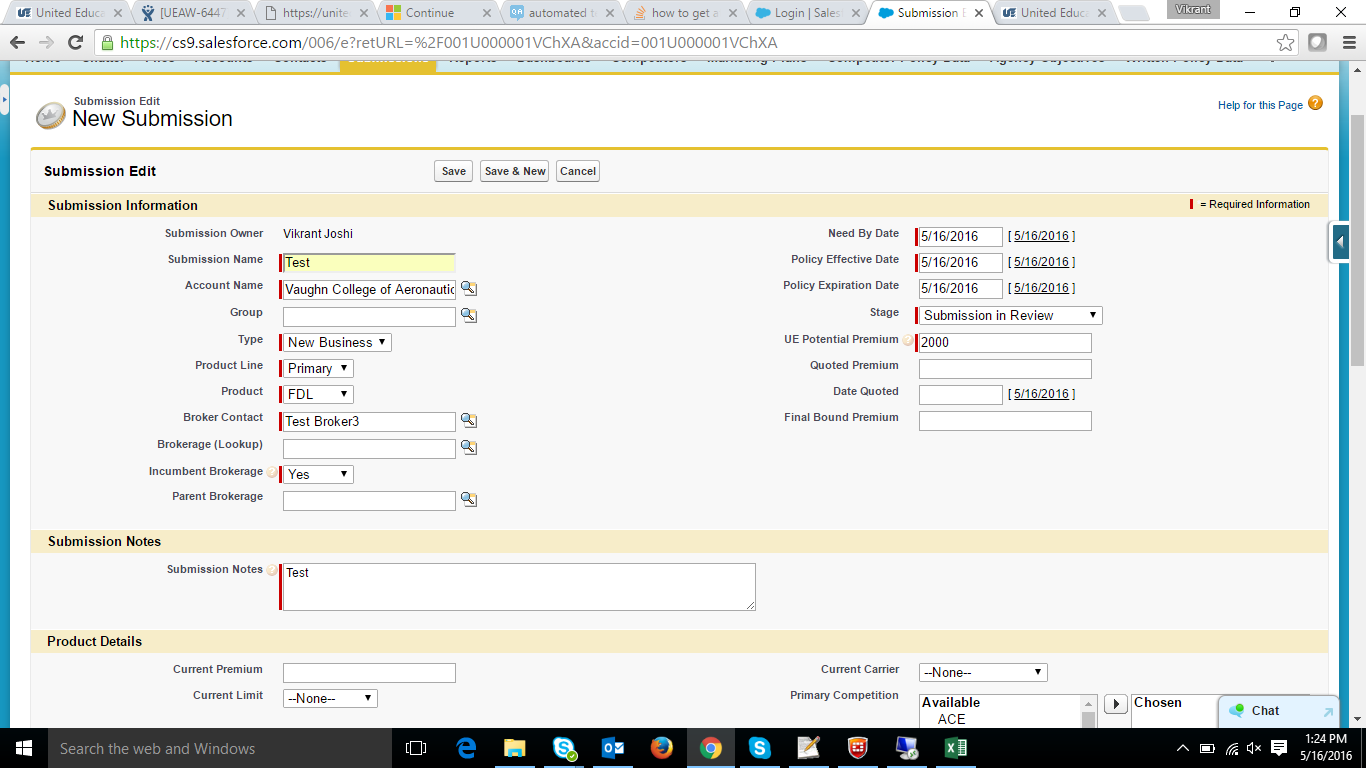 United Educa
[UEAW-6447
https://unite
Continue
automated t
how to get a
Login | Sales
Submission E
United Educ
Vikrant
https://cs9.salesforce.com/006/e?retURL=%2F001U000001VChXA&accid=001U000001VChXA
Submission Edit
New Submission
Help for this Page
Submission Edit
Save
Save & New
Cancel
Submission Information
= Required Information
Submission Owner Vikrant Joshi
Submission Name Test
Account Name Vaughn College of Aeronautic
Group
Type New Business
Product Line Primary
Product FDL
Broker Contact Test Broker3
Brokerage (Lookup)
Incumbent Brokerage Yes
Parent Brokerage
Need By Date 5/16/2016 [ 5/16/2016 ]
Policy Effective Date 5/16/2016 [ 5/16/2016 ]
Policy Expiration Date 5/16/2016 [ 5/16/2016 ]
Stage Submission in Review
UE Potential Premium 2000
Quoted Premium
Date Quoted [ 5/16/2016 ]
Final Bound Premium
Submission Notes
Submission Notes Test
Product Details
Current Premium
Current Limit --None--
Current Carrier --None--
Primary Competition
Available
ACE
Chosen
Chat
Search the web and Windows
1:24 PM
5/16/2016